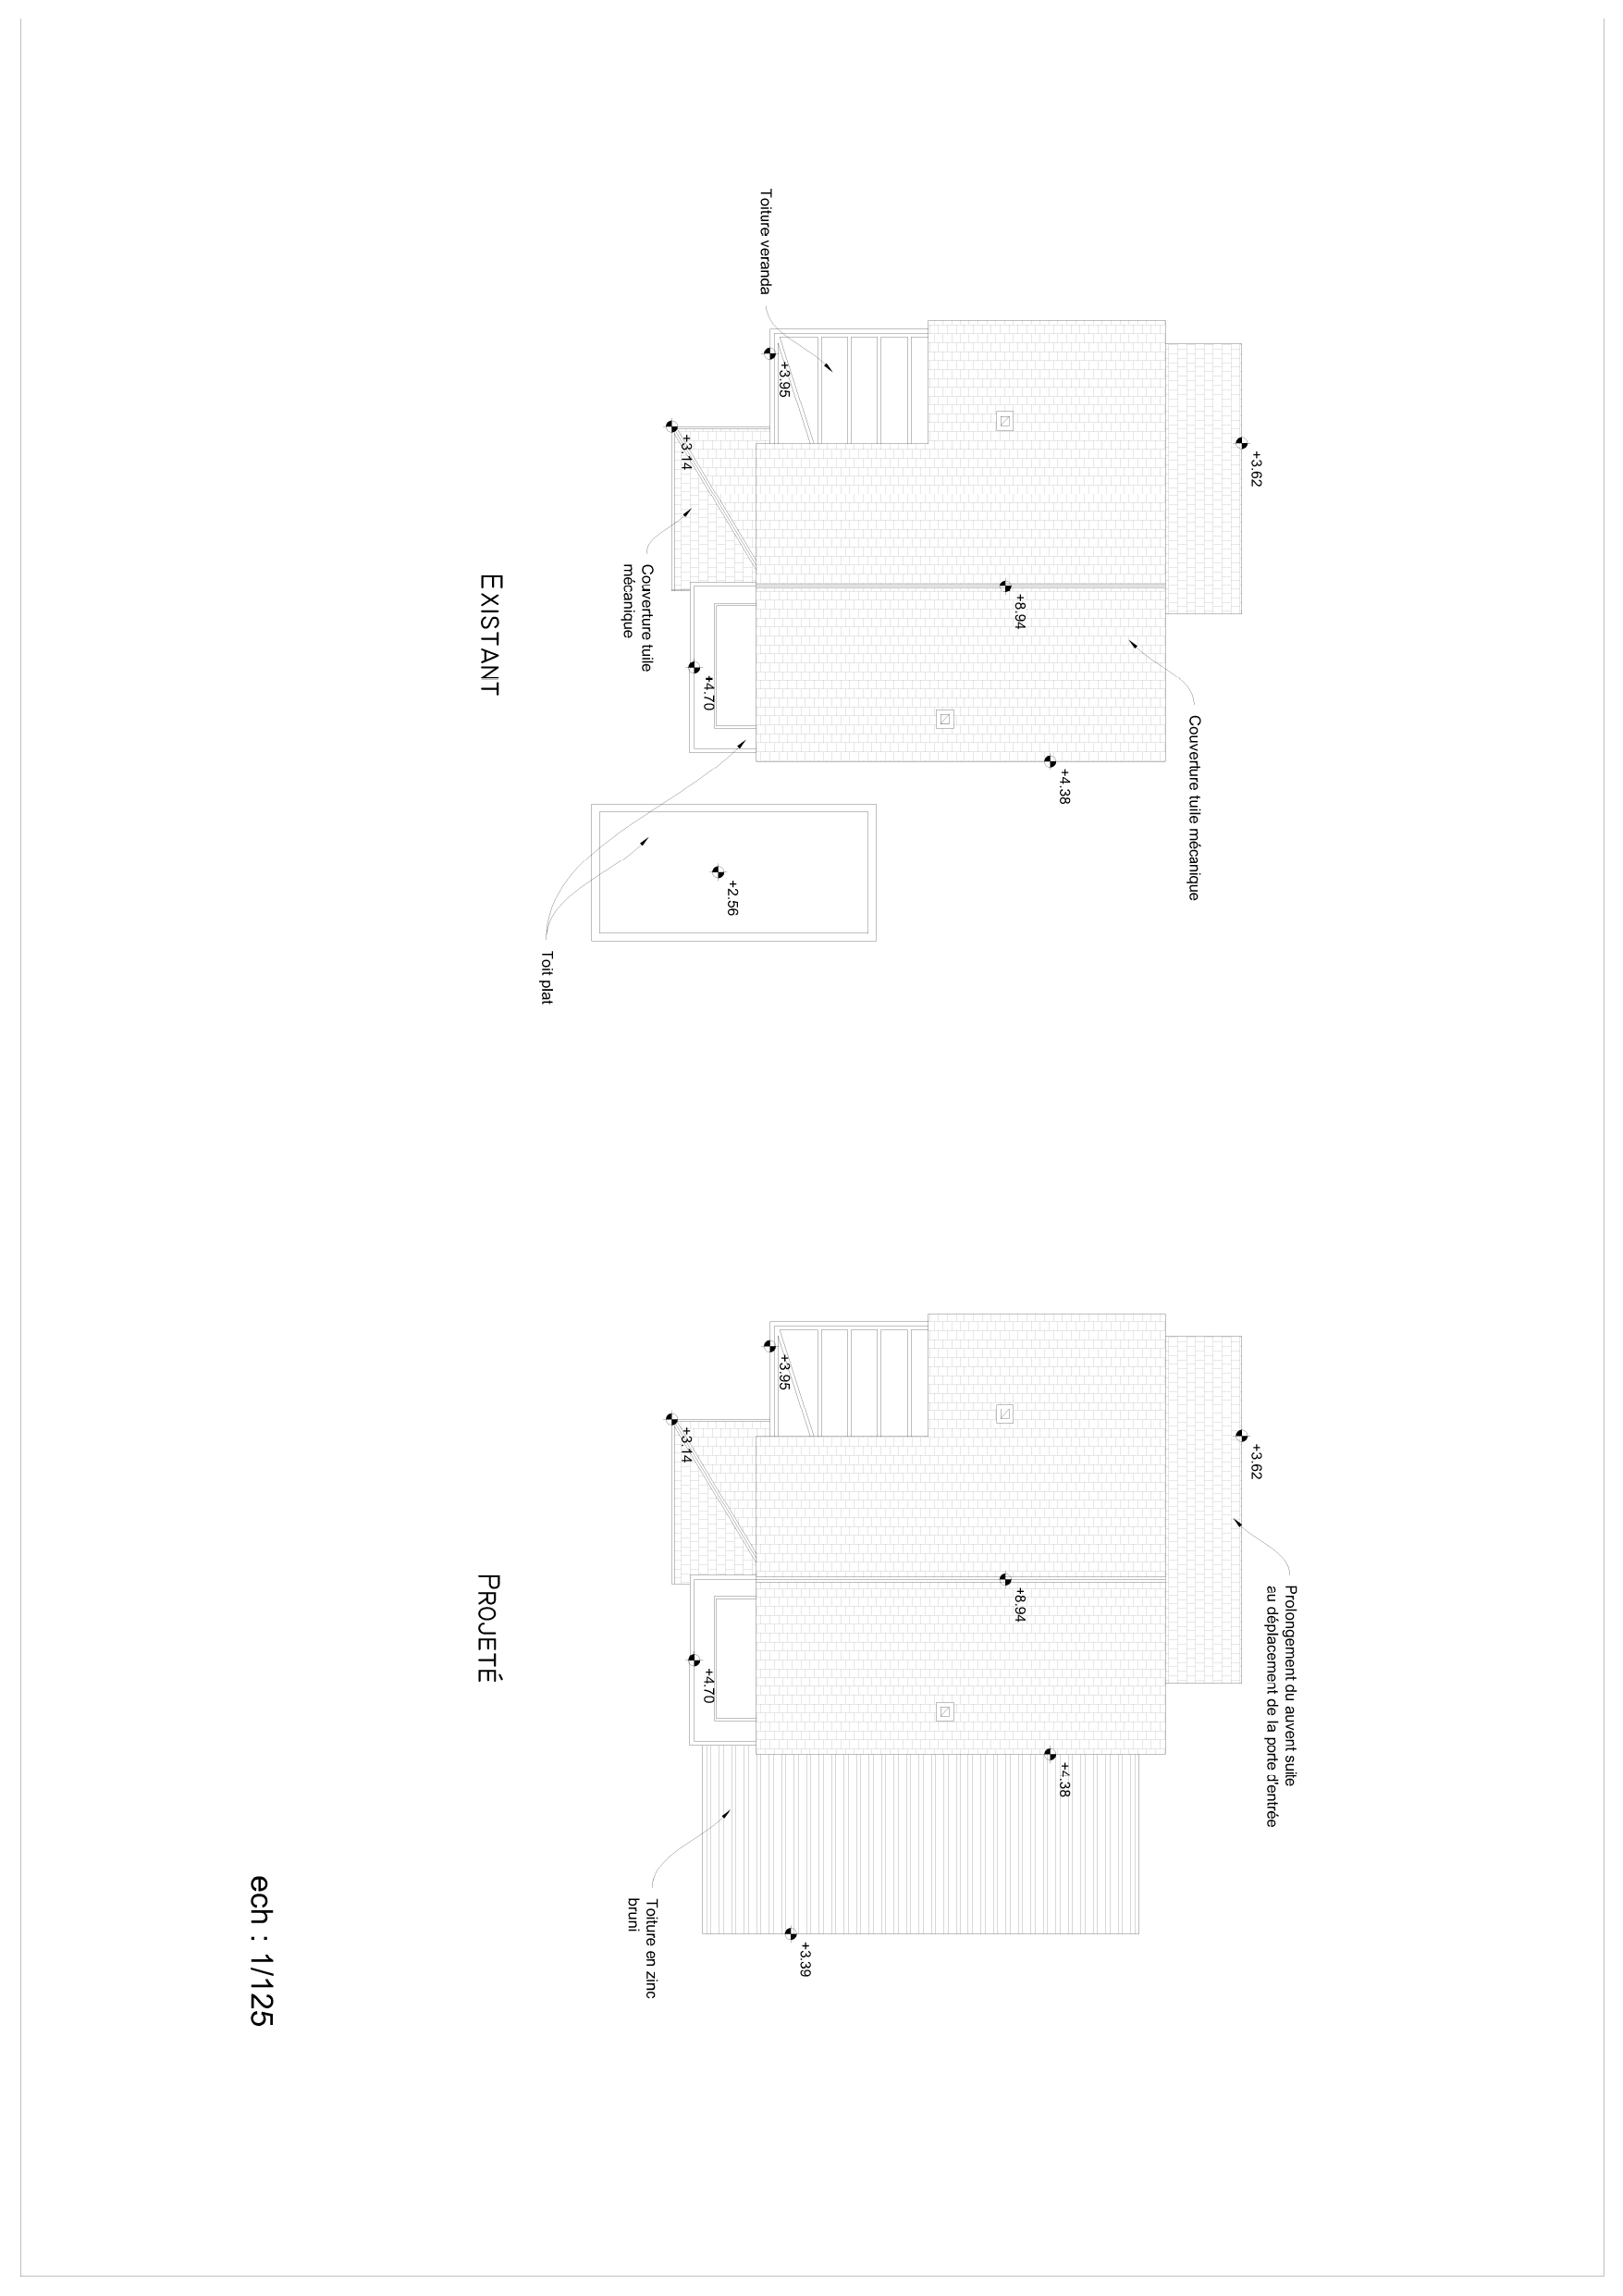 Prolongement du auvent suite
au déplacement de la porte d'entrée
+3.62
Couverture tuile mécanique
+4.38
+8.94
+3.95
Toiture veranda
+2.56
+4.70
+3.14
Couverture tuile
mécanique
Toit plat
EXISTANT
+3.62
+4.38
+8.94
+3.39
+3.95
+4.70
+3.14
Toiture en zinc
bruni
PROJETÉ
ech : 1/125